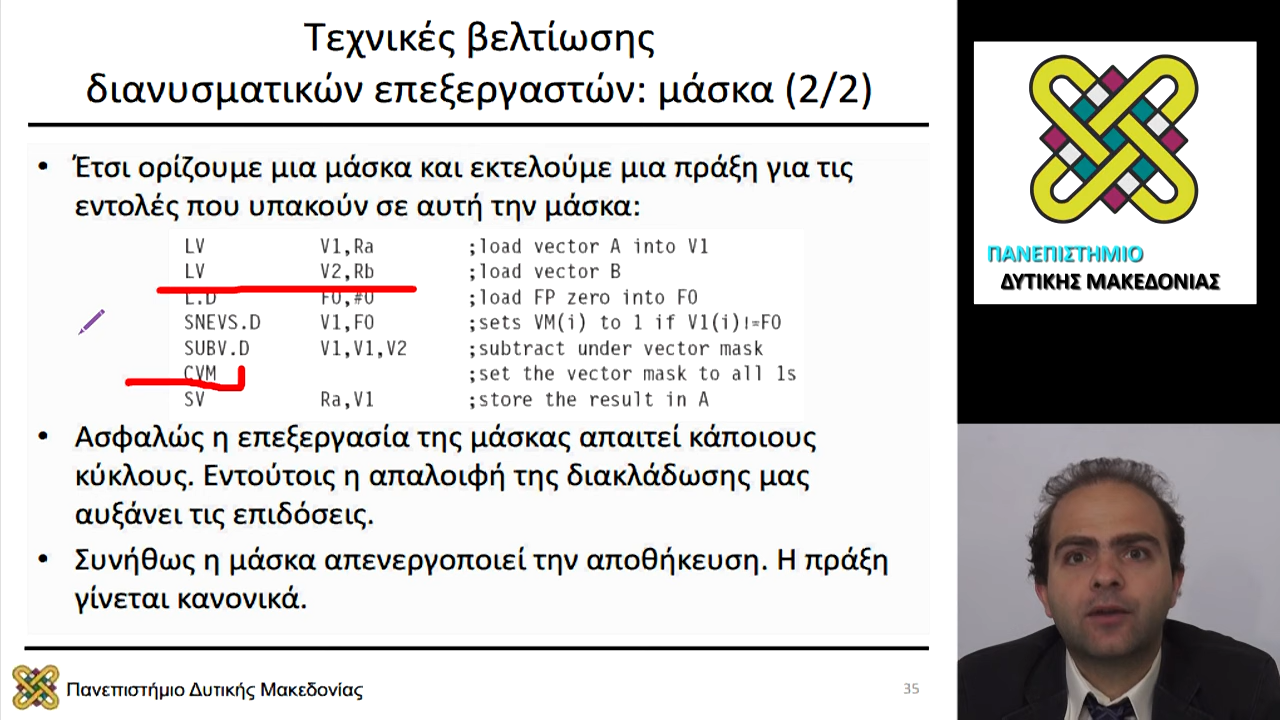 Τεχνικές βελτίωσης
διανυσματικών επεξεργαστών: μάσκα (2/2)
• Έτσι ορίζουμε μια μάσκα και εκτελούμε μια πράξη για τις
εντολές που υπακούν σε αυτή την μάσκα:
LV V1,Ra ;load vector A into V1
LV V2,Rb ;load vector B
L.D F0,#0 ;load FP zero into F0
SNEVS.D V1,F0 ;sets VM(i) to 1 if V1(i)!=F0
SUBV.D V1,V1,V2 ;subtract under vector mask
CVM ;set the vector mask to all 1s
SV Ra,V1 ;store the result in A
• Ασφαλώς η επεξεργασία της μάσκας απαιτεί κάποιους
κύκλους. Εντούτοις η απαλοιφή της διακλάδωσης μας
αυξάνει τις επιδόσεις.
• Συνήθως η μάσκα απενεργοποιεί την αποθήκευση. Η πράξη
γίνεται κανονικά.
Πανεπιστήμιο Δυτικής Μακεδονίας
35
ΠΑΝΕΠΙΣΤΗΜΙΟ
ΔΥΤΙΚΗΣ ΜΑΚΕΔΟΝΙΑΣ